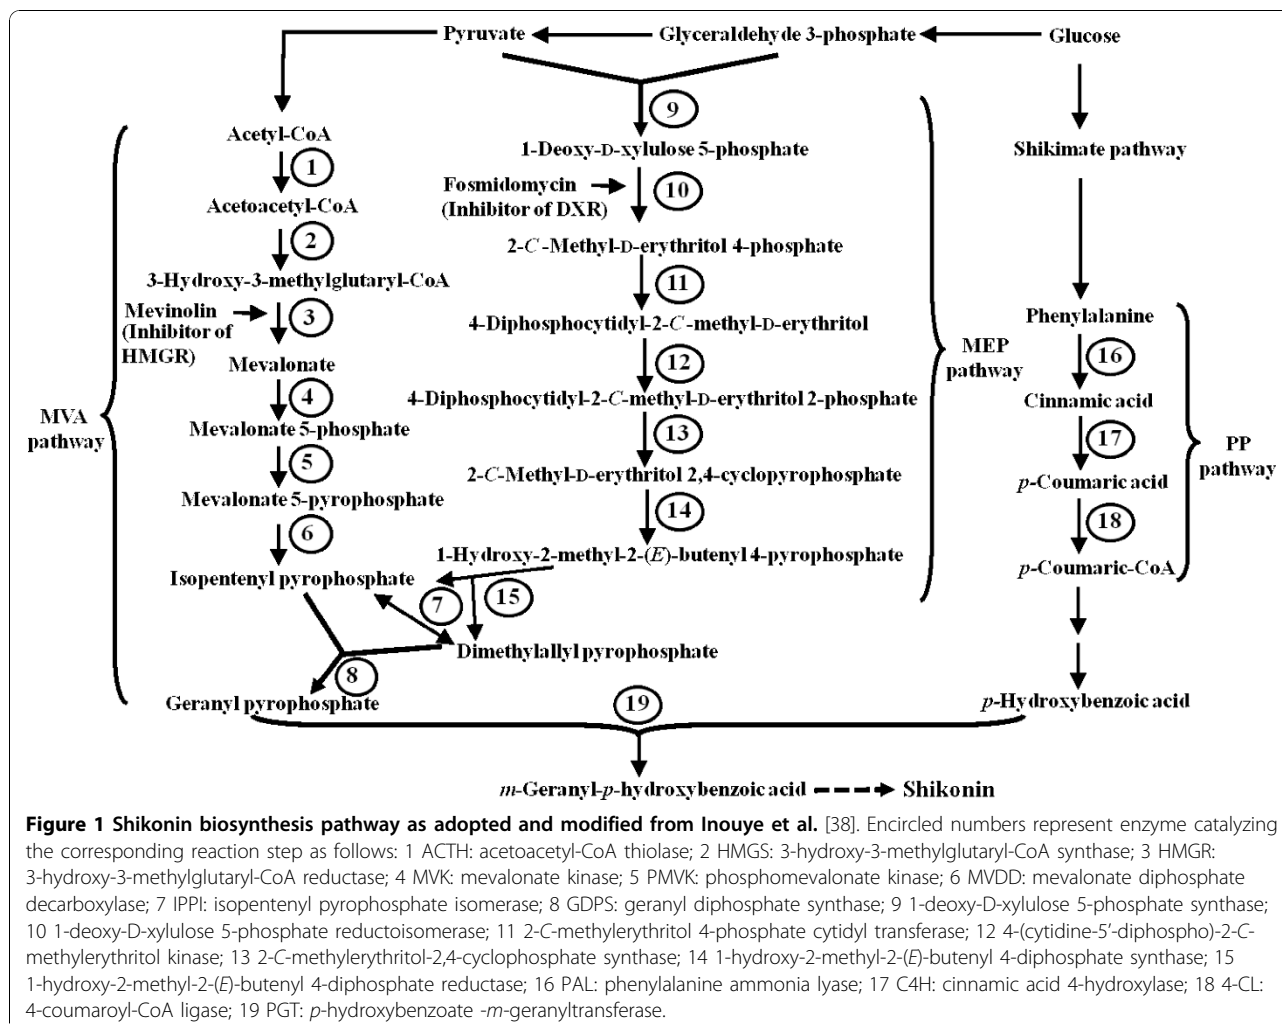 Pyruvate
Glyceraldehyde 3-phosphate
Glucose
9
Acetyl-CoA
1-Deoxy-D-xylulose 5-phosphate
Shikimate pathway
1
Fosmidomycin
(Inhibitor of DXR)
10
Acetoacetyl-CoA
2
2-C-Methyl-D-erythritol 4-phosphate
3-Hydroxy-3-methylglutaryl-CoA
11
Mevinolin
(Inhibitor of
HMGR)
3
4-Diphosphocytidyl-2-C-methyl-D-erythritol
Phenylalanine
MEP
pathway
16
Mevalonate
12
4
4-Diphosphocytidyl-2-C-methyl-D-erythritol 2-phosphate
Cinnamic acid
MVA
pathway
Mevalonate 5-phosphate
13
17
PP
pathway
5
2-C-Methyl-D-erythritol 2,4-cyclopyrophosphate
p-Coumaric acid
Mevalonate 5-pyrophosphate
14
18
6
1-Hydroxy-2-methyl-2-(E)-butenyl 4-pyrophosphate
p-Coumaric-CoA
Isopentenyl pyrophosphate
7
15
Dimethylallyl pyrophosphate
8
Geranyl pyrophosphate
19
p-Hydroxybenzoic acid
m-Geranyl-p-hydroxybenzoic acid
Shikonin
Figure 1 Shikonin biosynthesis pathway as adopted and modified from Inouye et al. [38]. Encircled numbers represent enzyme catalyzing
the corresponding reaction step as follows: 1 ACTH: acetoacetyl-CoA thiolase; 2 HMGS: 3-hydroxy-3-methylglutaryl-CoA synthase; 3 HMGR:
3-hydroxy-3-methylglutaryl-CoA reductase; 4 MVK: mevalonate kinase; 5 PMVK: phosphomevalonate kinase; 6 MVDD: mevalonate diphosphate
decarboxylase; 7 IPPI: isopentenyl pyrophosphate isomerase; 8 GDPS: geranyl diphosphate synthase; 9 1-deoxy-D-xylulose 5-phosphate synthase;
10 1-deoxy-D-xylulose 5-phosphate reductoisomerase; 11 2-C-methylerythritol 4-phosphate cytidyl transferase; 12 4-(cytidine-5'-diphospho)-2-C-
methylerythritol kinase; 13 2-C-methylerythritol-2,4-cyclophosphate synthase; 14 1-hydroxy-2-methyl-2-(E)-butenyl 4-diphosphate synthase; 15
1-hydroxy-2-methyl-2-(E)-butenyl 4-diphosphate reductase; 16 PAL: phenylalanine ammonia lyase; 17 C4H: cinnamic acid 4-hydroxylase; 18 4-CL:
4-coumaroyl-CoA ligase; 19 PGT: p-hydroxybenzoate -m-geranyltransferase.